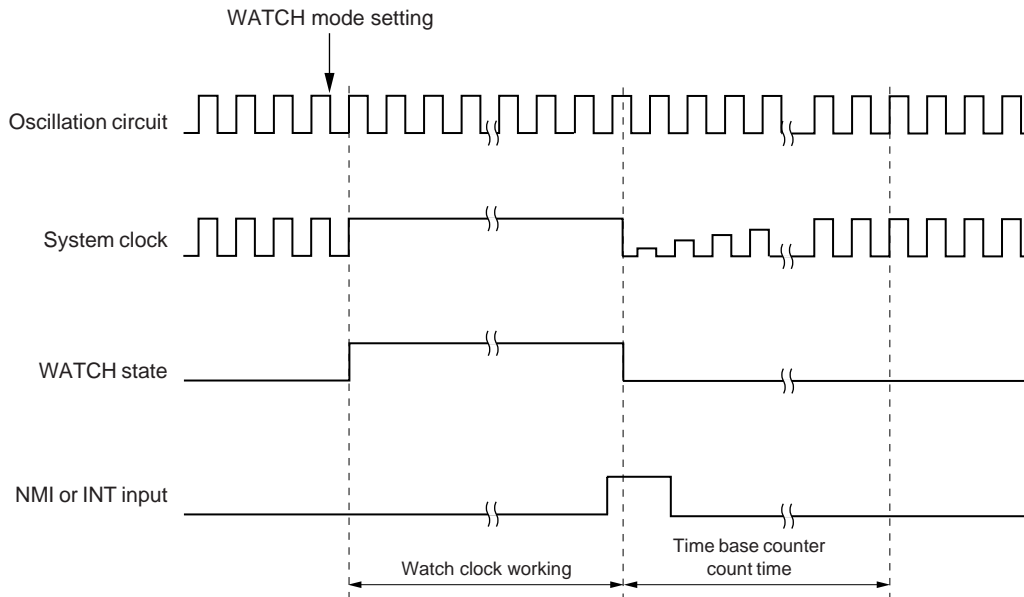 WATCH mode setting
Oscillation circuit
System clock
WATCH state
NMI or INT input
Watch clock working
Time base counter
count time